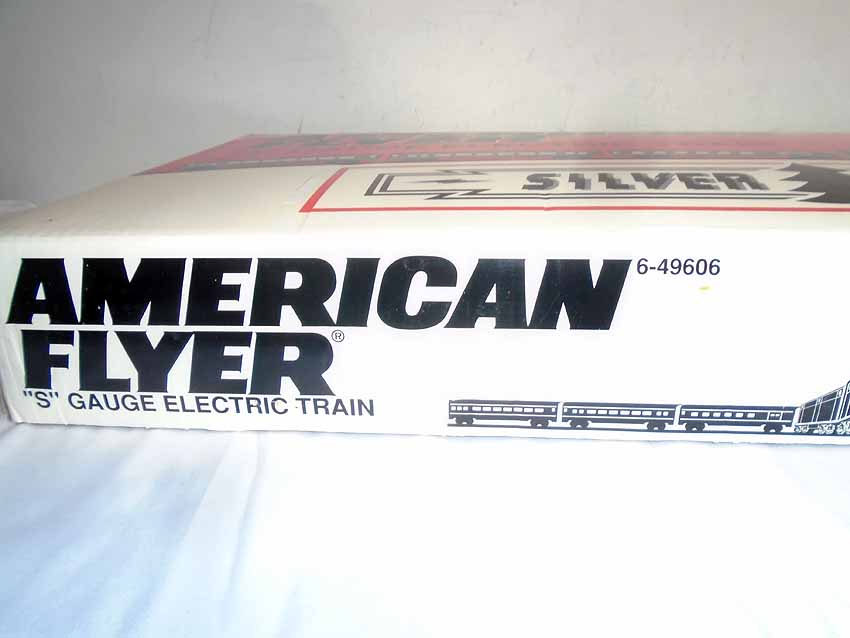 SILVER
AMERICAN 6-49606
FLYER®
"S" GAUGE ELECTRIC TRAIN